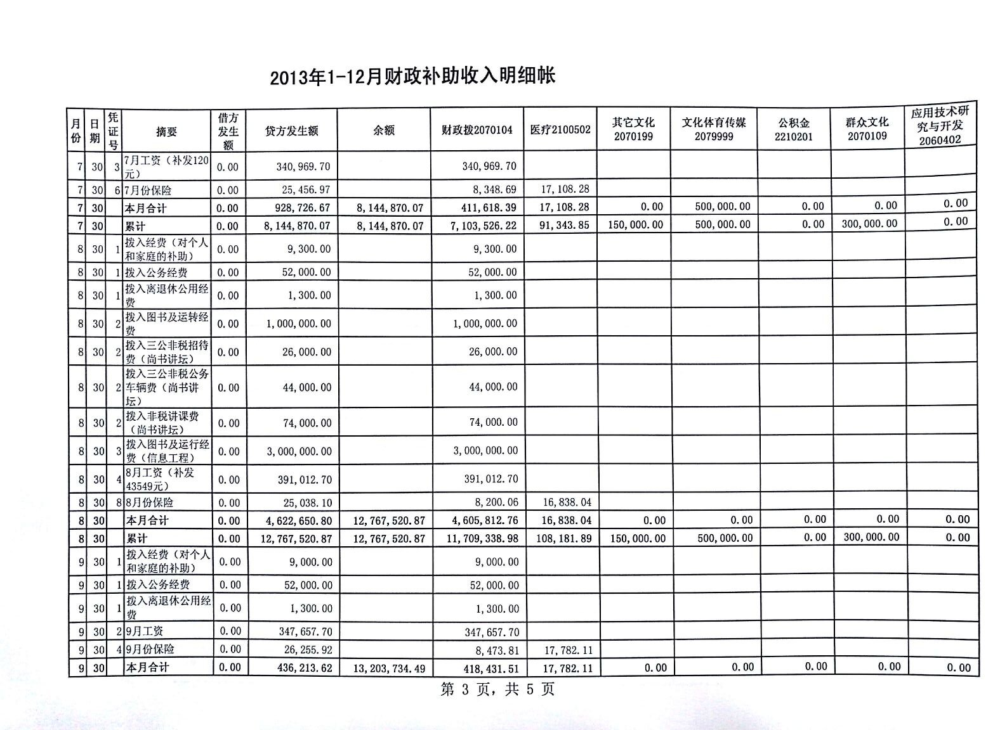 2013年1-12月财政补助收入明细帐
月份 日期 凭证号 摘要 借方发生额 贷方发生额 余额 财政拨2070104 医疗2100502 其它文化2070199 文化体育传媒2079999 公积金2210201 群众文化2070109 应用技术研究与开发2060402
7 30 3 7月工资（补发120元） 0.00 340,969.70 340,969.70
7 30 6 7月份保险 0.00 25,456.97 8,348.69 17,108.28
7 30 本月合计 0.00 928,726.67 8,144,870.07 411,618.39 17,108.28 0.00 500,000.00 0.00 0.00 0.00
7 30 累计 0.00 8,144,870.07 8,144,870.07 7,103,526.22 91,343.85 150,000.00 500,000.00 0.00 300,000.00 0.00
8 30 1 拨入经费（对个人和家庭的补助） 0.00 9,300.00 9,300.00
8 30 1 拨入公务经费 0.00 52,000.00 52,000.00
8 30 1 拨入离退休公用经费 0.00 1,300.00 1,300.00
8 30 2 拨入图书及运转经费 0.00 1,000,000.00 1,000,000.00
8 30 2 拨入三公非税招待费（尚书讲坛） 0.00 26,000.00 26,000.00
8 30 2 拨入三公非税公务车辆费（尚书讲坛） 0.00 44,000.00 44,000.00
8 30 2 拨入非税讲课费（尚书讲坛） 0.00 74,000.00 74,000.00
8 30 3 拨入图书及运行经费（信息工程） 0.00 3,000,000.00 3,000,000.00
8 30 4 8月工资（补发43549元） 0.00 391,012.70 391,012.70
8 30 8 8月份保险 0.00 25,038.10 8,200.06 16,838.04
8 30 本月合计 0.00 4,622,650.80 12,767,520.87 4,605,812.76 16,838.04 0.00 0.00 0.00 0.00 0.00
8 30 累计 0.00 12,767,520.87 12,767,520.87 11,709,338.98 108,181.89 150,000.00 500,000.00 0.00 300,000.00 0.00
9 30 1 拨入经费（对个人和家庭的补助） 0.00 9,000.00 9,000.00
9 30 1 拨入公务经费 0.00 52,000.00 52,000.00
9 30 1 拨入离退休公用经费 0.00 1,300.00 1,300.00
9 30 2 9月工资 0.00 347,657.70 347,657.70
9 30 4 9月份保险 0.00 26,255.92 8,473.81 17,782.11
9 30 本月合计 0.00 436,213.62 13,203,734.49 418,431.51 17,782.11 0.00 0.00 0.00 0.00 0.00
第 3 页，共 5 页